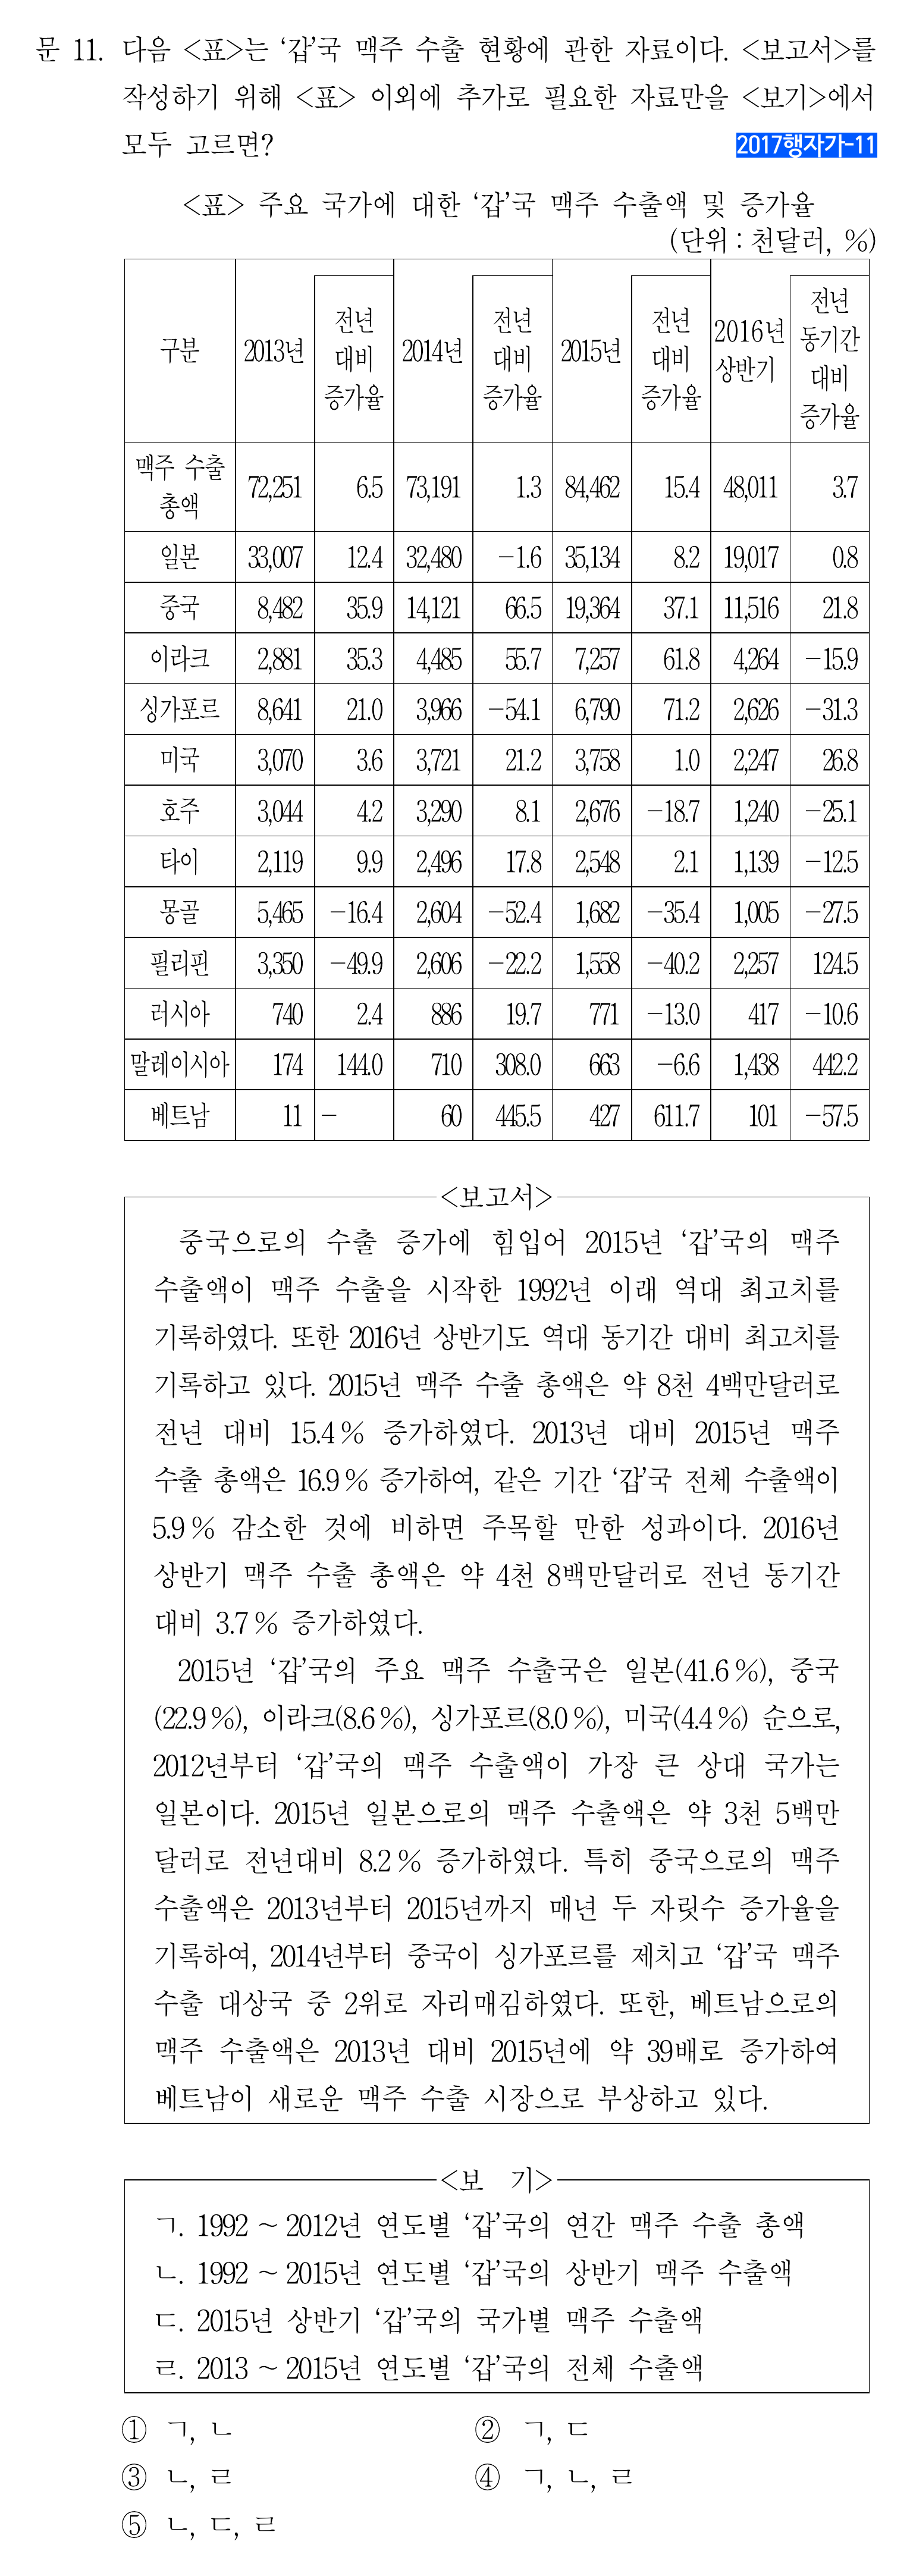 문 11. 다음 <표>는 ‘갑’국 맥주 수출 현황에 관한 자료이다. <보고서>를
작성하기 위해 <표> 이외에 추가로 필요한 자료만을 <보기>에서
모두 고르면?
2017행자가-11
<표> 주요 국가에 대한 ‘갑’국 맥주 수출액 및 증가율
(단위 : 천달러, %)
구분 2013년 전년 대비 증가율 2014년 전년 대비 증가율 2015년 전년 대비 증가율 2016년 상반기 전년 동기간 대비 증가율
맥주 수출 총액 72,251 6.5 73,191 1.3 84,462 15.4 48,011 3.7
일본 33,007 12.4 32,480 −1.6 35,134 8.2 19,017 0.8
중국 8,482 35.9 14,121 66.5 19,364 37.1 11,516 21.8
이라크 2,881 35.3 4,485 55.7 7,257 61.8 4,264 −15.9
싱가포르 8,641 21.0 3,966 −54.1 6,790 71.2 2,626 −31.3
미국 3,070 3.6 3,721 21.2 3,758 1.0 2,247 26.8
호주 3,044 4.2 3,290 8.1 2,676 −18.7 1,240 −25.1
타이 2,119 9.9 2,496 17.8 2,548 2.1 1,139 −12.5
몽골 5,465 −16.4 2,604 −52.4 1,682 −35.4 1,005 −27.5
필리핀 3,350 −49.9 2,606 −22.2 1,558 −40.2 2,257 124.5
러시아 740 2.4 886 19.7 771 −13.0 417 −10.6
말레이시아 174 144.0 710 308.0 663 −6.6 1,438 442.2
베트남 11 − 60 445.5 427 611.7 101 −57.5
<보고서>
중국으로의 수출 증가에 힘입어 2015년 ‘갑’국의 맥주
수출액이 맥주 수출을 시작한 1992년 이래 역대 최고치를
기록하였다. 또한 2016년 상반기도 역대 동기간 대비 최고치를
기록하고 있다. 2015년 맥주 수출 총액은 약 8천 4백만달러로
전년 대비 15.4 % 증가하였다. 2013년 대비 2015년 맥주
수출 총액은 16.9 % 증가하여, 같은 기간 ‘갑’국 전체 수출액이
5.9 % 감소한 것에 비하면 주목할 만한 성과이다. 2016년
상반기 맥주 수출 총액은 약 4천 8백만달러로 전년 동기간
대비 3.7 % 증가하였다.
2015년 ‘갑’국의 주요 맥주 수출국은 일본(41.6 %), 중국
(22.9 %), 이라크(8.6 %), 싱가포르(8.0 %), 미국(4.4 %) 순으로,
2012년부터 ‘갑’국의 맥주 수출액이 가장 큰 상대 국가는
일본이다. 2015년 일본으로의 맥주 수출액은 약 3천 5백만
달러로 전년대비 8.2 % 증가하였다. 특히 중국으로의 맥주
수출액은 2013년부터 2015년까지 매년 두 자릿수 증가율을
기록하여, 2014년부터 중국이 싱가포르를 제치고 ‘갑’국 맥주
수출 대상국 중 2위로 자리매김하였다. 또한, 베트남으로의
맥주 수출액은 2013년 대비 2015년에 약 39배로 증가하여
베트남이 새로운 맥주 수출 시장으로 부상하고 있다.
<보 기>
ㄱ. 1992 ~ 2012년 연도별 ‘갑’국의 연간 맥주 수출 총액
ㄴ. 1992 ~ 2015년 연도별 ‘갑’국의 상반기 맥주 수출액
ㄷ. 2015년 상반기 ‘갑’국의 국가별 맥주 수출액
ㄹ. 2013 ~ 2015년 연도별 ‘갑’국의 전체 수출액
① ㄱ, ㄴ ② ㄱ, ㄷ
③ ㄴ, ㄹ ④ ㄱ, ㄴ, ㄹ
⑤ ㄴ, ㄷ, ㄹ